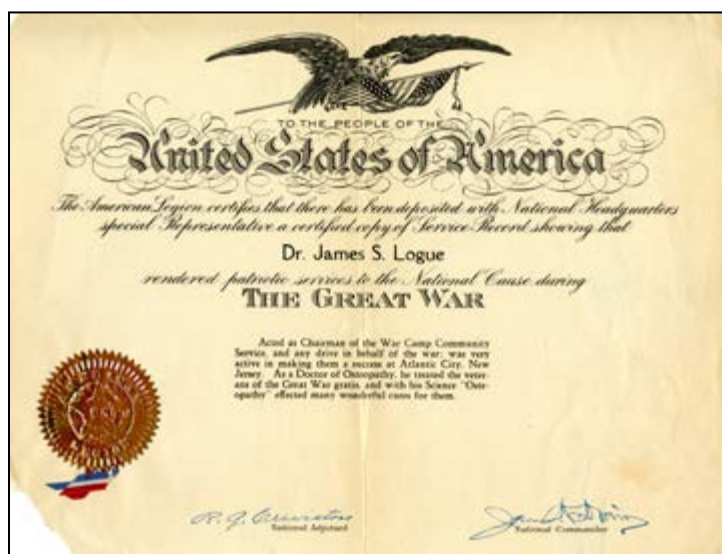 TO THE PEOPLE OF THE
United States of America
The American Legion certifies that there has been deposited with National Headquarters
special Representative a certified copy of Service Record showing that
Dr. James S. Logue
rendered patriotic services to the National Cause during
THE GREAT WAR
Acted as Chairman of the War Camp Community
Service, and any drive in behalf of the war; was very
active in making them a success at Atlantic City, New
Jersey. As a Doctor of Osteopathy, he treated the veter-
ans of the Great War gratis, and with his Science "Oste-
opathy" effected many wonderful cures for them.
National Adjutant
National Commander